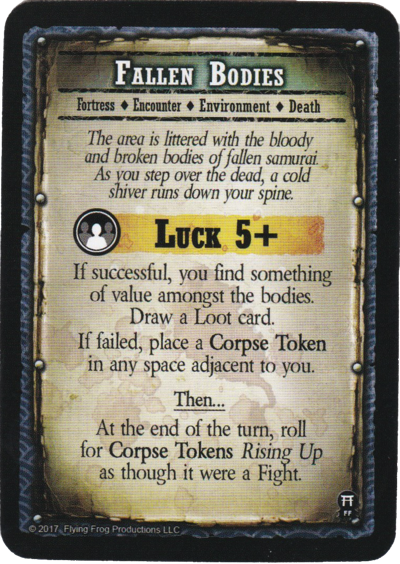 Fallen Bodies
Fortress ◆ Encounter ◆ Environment ◆ Death
The area is littered with the bloody
and broken bodies of fallen samurai.
As you step over the dead, a cold
shiver runs down your spine.
Luck 5+
If successful, you find something
of value amongst the bodies.
Draw a Loot card.
If failed, place a Corpse Token
in any space adjacent to you.
Then...
At the end of the turn, roll
for Corpse Tokens Rising Up
as though it were a Fight.
FF
© 2017 Flying Frog Productions LLC